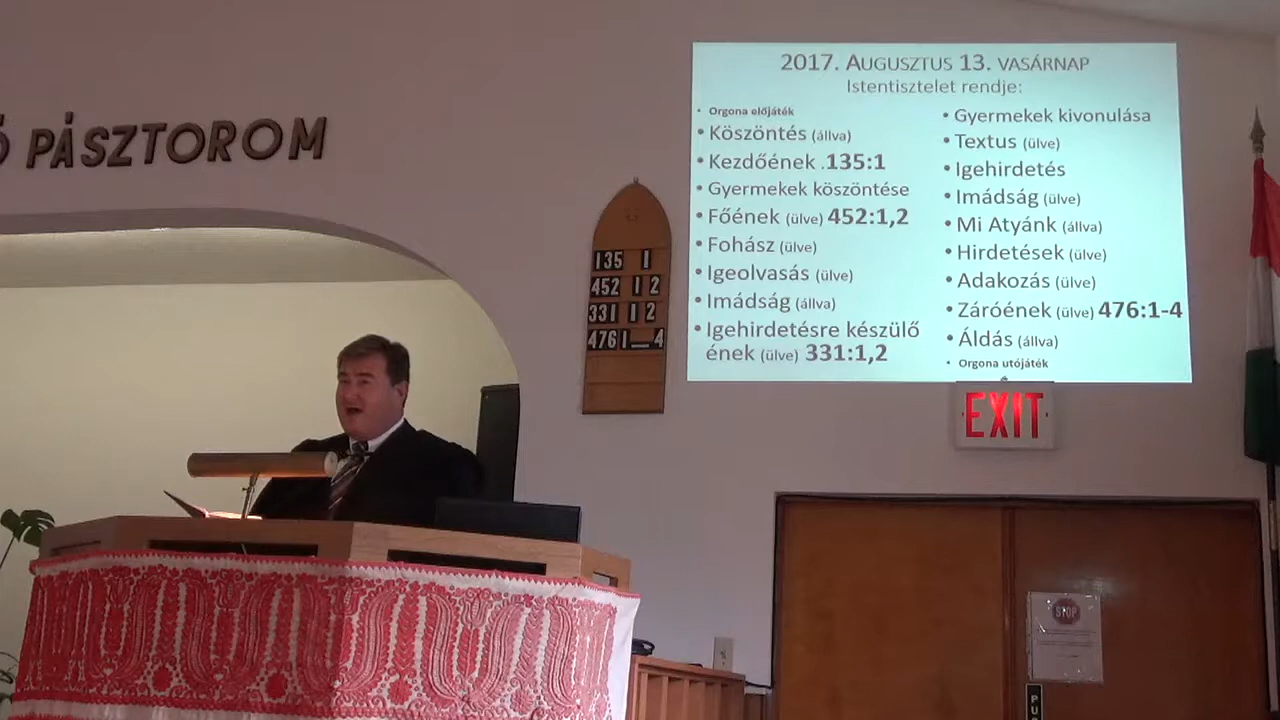 PÁSZTOROM
135 1
452 1 2
331 1 2
476 1_4
2017. AUGUSZTUS 13. VASÁRNAP
Istentisztelet rendje:
• Orgona előjáték
• Köszöntés (állva)
• Kezdőének .135:1
• Gyermekek köszöntése
• Főének (ülve) 452:1,2
• Fohász (ülve)
• Igeolvasás (ülve)
• Imádság (állva)
• Igehirdetésre készülő
ének (ülve) 331:1,2
• Gyermekek kivonulása
• Textus (ülve)
• Igehirdetés
• Imádság (ülve)
• Mi Atyánk (állva)
• Hirdetések (ülve)
• Adakozás (ülve)
• Záróének (ülve) 476:1-4
• Áldás (állva)
• Orgona utójáték
EXIT
STOP